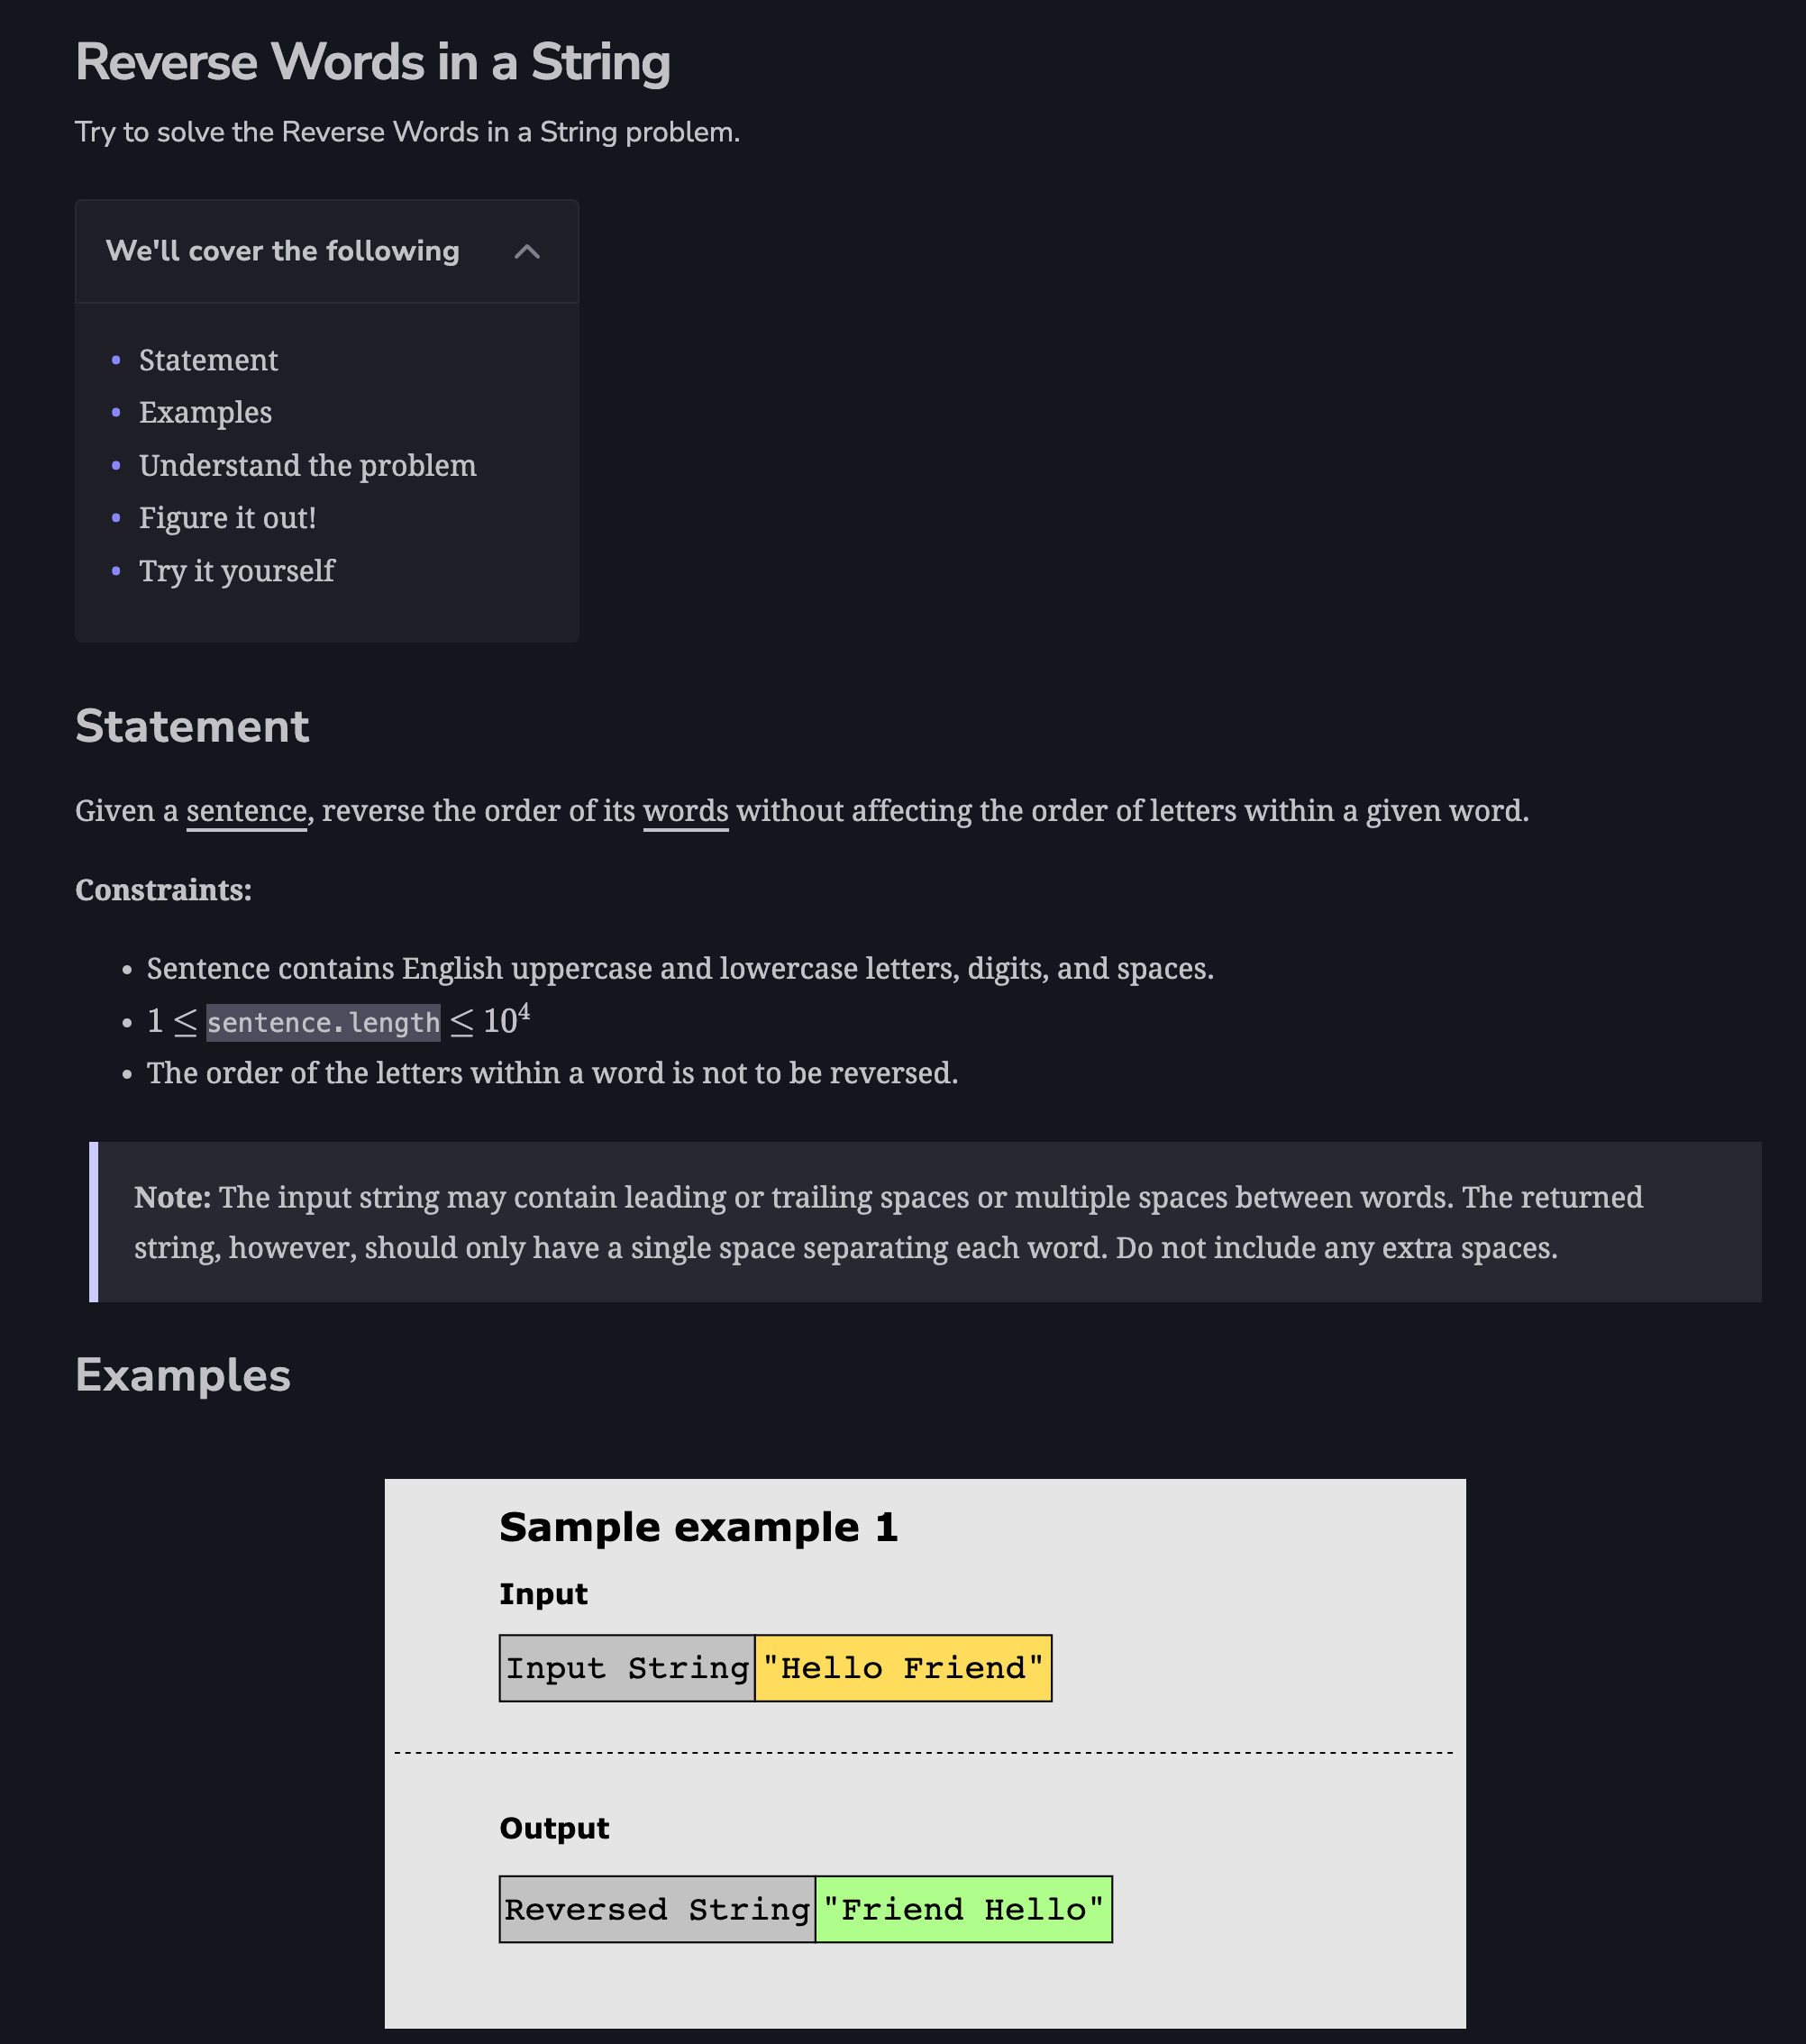 Reverse Words in a String
Try to solve the Reverse Words in a String problem.
We'll cover the following
Statement
Examples
Understand the problem
Figure it out!
Try it yourself
Statement
Given a sentence, reverse the order of its words without affecting the order of letters within a given word.
Constraints:
• Sentence contains English uppercase and lowercase letters, digits, and spaces.
• 1 ≤ sentence.length ≤ 10⁴
• The order of the letters within a word is not to be reversed.
Note: The input string may contain leading or trailing spaces or multiple spaces between words. The returned
string, however, should only have a single space separating each word. Do not include any extra spaces.
Examples
Sample example 1
Input
Input String "Hello Friend"
Output
Reversed String "Friend Hello"